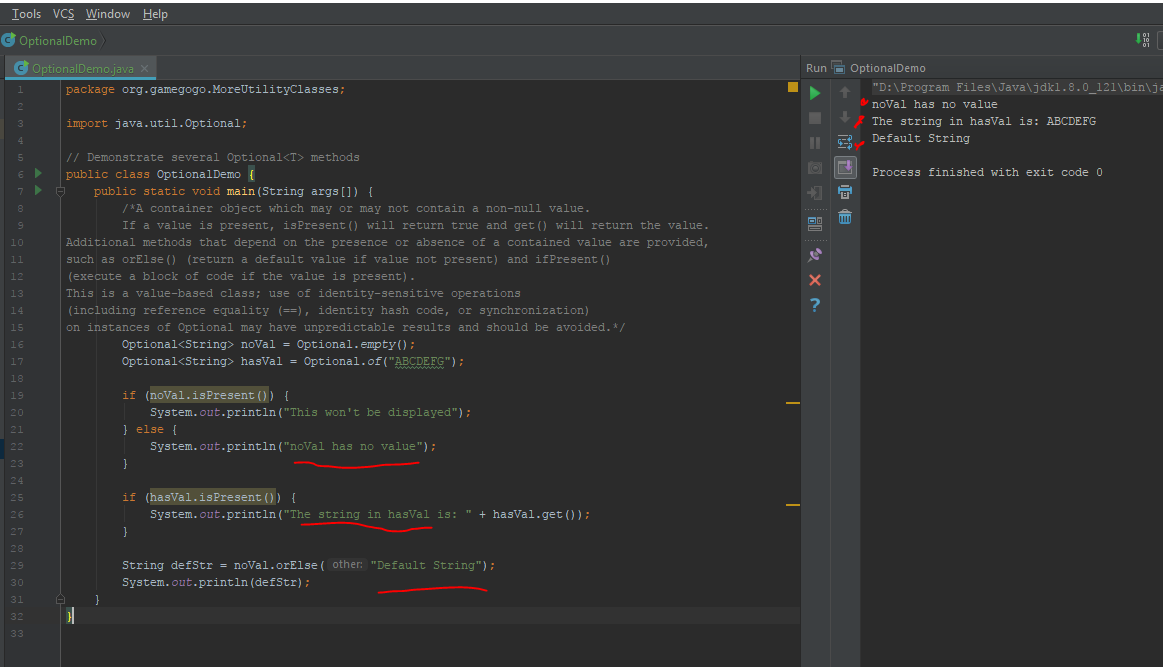 Tools VCS Window Help
OptionalDemo
OptionalDemo.java
Run OptionalDemo
1 package org.gamegogo.MoreUtilityClasses;
2
3 import java.util.Optional;
4
5 // Demonstrate several Optional<T> methods
6 public class OptionalDemo {
7 public static void main(String args[]) {
8 /*A container object which may or may not contain a non-null value.
9 If a value is present, isPresent() will return true and get() will return the value.
10 Additional methods that depend on the presence or absence of a contained value are provided,
11 such as orElse() (return a default value if value not present) and ifPresent()
12 (execute a block of code if the value is present).
13 This is a value-based class; use of identity-sensitive operations
14 (including reference equality (==), identity hash code, or synchronization)
15 on instances of Optional may have unpredictable results and should be avoided.*/
16 Optional<String> noVal = Optional.empty();
17 Optional<String> hasVal = Optional.of("ABCDEFG");
18
19 if (noVal.isPresent()) {
20 System.out.println("This won't be displayed");
21 } else {
22 System.out.println("noVal has no value");
23 }
24
25 if (hasVal.isPresent()) {
26 System.out.println("The string in hasVal is: " + hasVal.get());
27 }
28
29 String defStr = noVal.orElse( other: "Default String");
30 System.out.println(defStr);
31 }
32 }
33
"D:\Program Files\Java\jdk1.8.0_121\bin\ja
noVal has no value
The string in hasVal is: ABCDEFG
Default String
Process finished with exit code 0